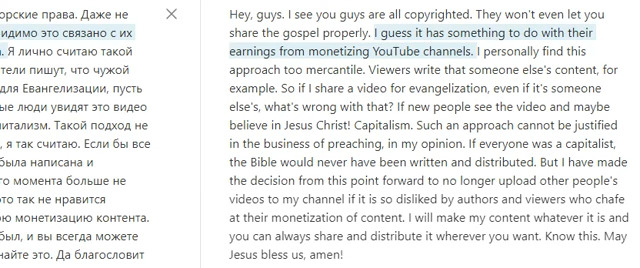 орские права. Даже не
видимо это связано с их
. Я лично считаю такой
тели пишут, что чужой
для Евангелизации, пусть
ые люди увидят это видео
питализм. Такой подход не
, я так считаю. Если бы все
была написана и
го момента больше не
это так не нравится
ою монетизацию контента.
был, и вы всегда можете
найте это. Да благословит
Hey, guys. I see you guys are all copyrighted. They won't even let you
share the gospel properly. I guess it has something to do with their
earnings from monetizing YouTube channels. I personally find this
approach too mercantile. Viewers write that someone else's content, for
example. So if I share a video for evangelization, even if it's someone
else's, what's wrong with that? If new people see the video and maybe
believe in Jesus Christ! Capitalism. Such an approach cannot be justified
in the business of preaching, in my opinion. If everyone was a capitalist,
the Bible would never have been written and distributed. But I have made
the decision from this point forward to no longer upload other people's
videos to my channel if it is so disliked by authors and viewers who chafe
at their monetization of content. I will make my content whatever it is and
you can always share and distribute it wherever you want. Know this. May
Jesus bless us, amen!